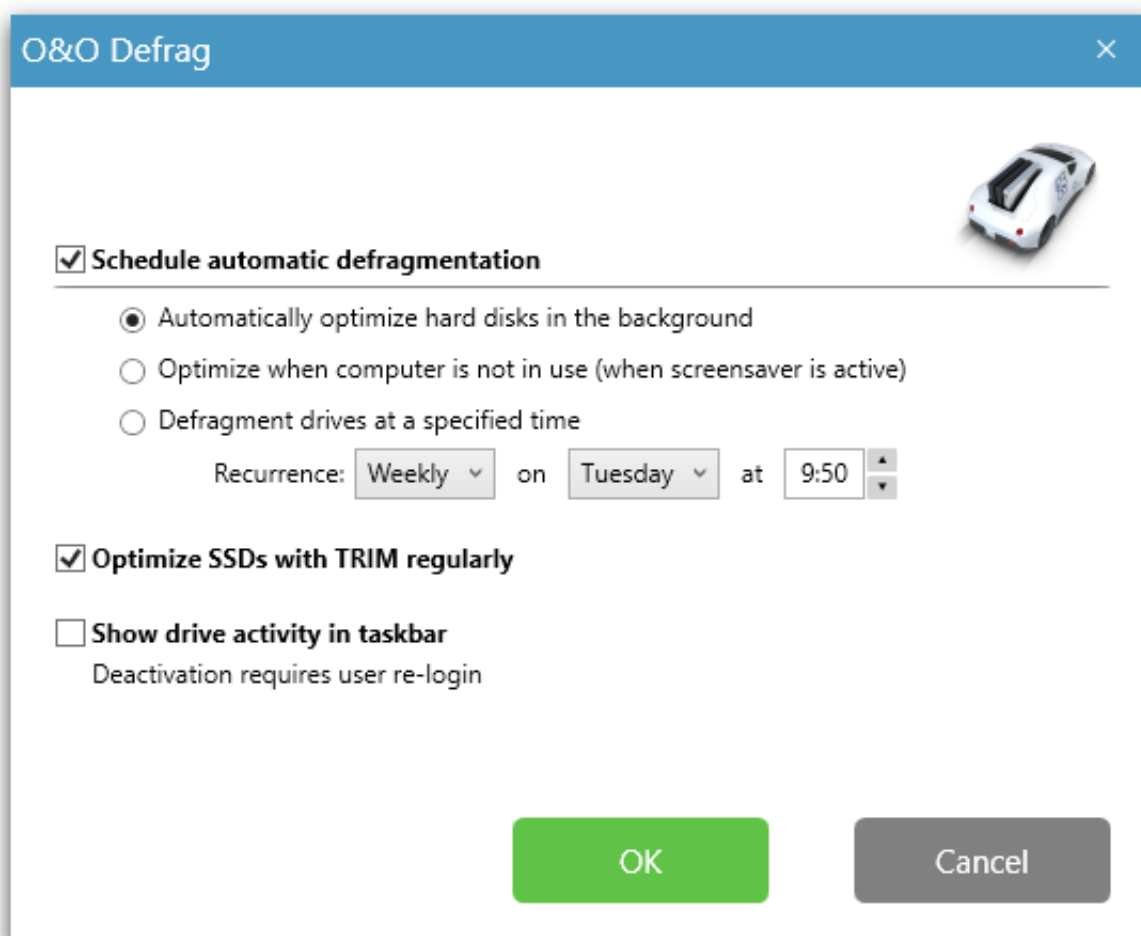 O&O Defrag
Schedule automatic defragmentation
Automatically optimize hard disks in the background
Optimize when computer is not in use (when screensaver is active)
Defragment drives at a specified time
Recurrence: Weekly on Tuesday at 9:50
Optimize SSDs with TRIM regularly
Show drive activity in taskbar
Deactivation requires user re-login
OK Cancel